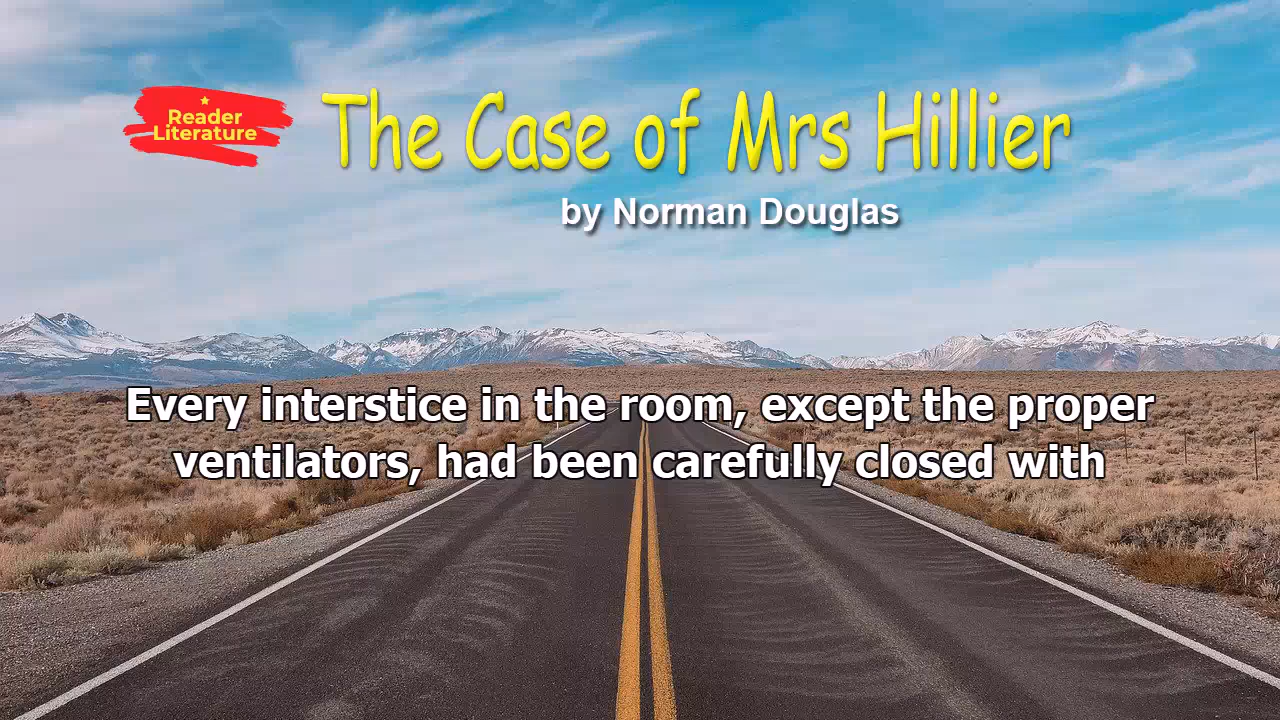 Reader
Literature
The Case of Mrs Hillier
by Norman Douglas
Every interstice in the room, except the proper
ventilators, had been carefully closed with